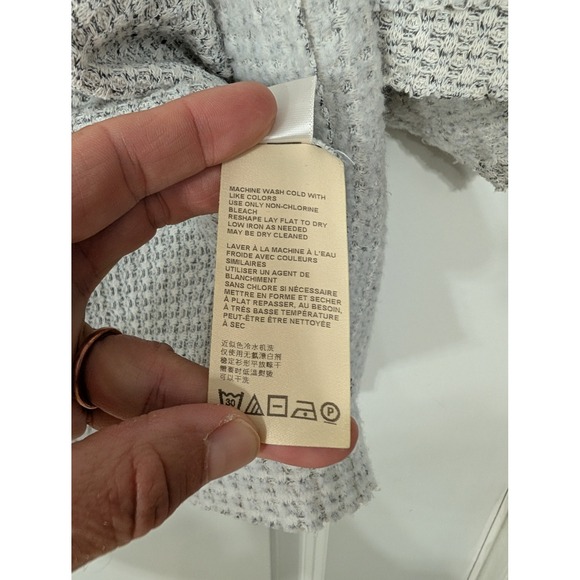 MACHINE WASH COLD WITH
LIKE COLORS
USE ONLY NON-CHLORINE
BLEACH
RESHAPE LAY FLAT TO DRY
LOW IRON AS NEEDED
MAY BE DRY CLEANED
LAVER À LA MACHINE À L'EAU
FROIDE AVEC COULEURS
SIMILAIRES
UTILISER UN AGENT DE
BLANCHIMENT
SANS CHLORE SI NÉCESSAIRE
METTRE EN FORME ET SECHER
À PLAT REPASSER, AU BESOIN,
À TRÈS BASSE TEMPÉRATURE
PEUT-ÊTRE ÊTRE NETTOYÉE
À SEC
近似色冷水机洗
仅使用无氯漂白剂
稳定衫形平放晾干
需要时低温熨烫
可以干洗
30 P